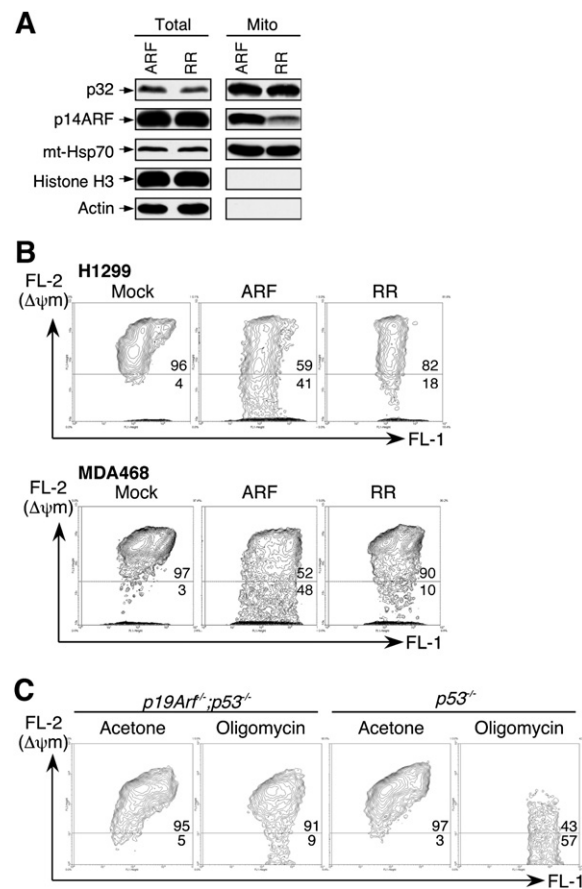 A
Total Mito
ARF RR ARF RR
p32
p14ARF
mt-Hsp70
Histone H3
Actin
B
H1299
FL-2 (Δψm)
Mock ARF RR
96 59 82
4 41 18
FL-1
MDA468
FL-2 (Δψm)
Mock ARF RR
97 52 90
3 48 10
FL-1
C
p19Arf-/-;p53-/- p53-/-
FL-2 (Δψm)
Acetone Oligomycin Acetone Oligomycin
95 91 97 43
5 9 3 57
FL-1